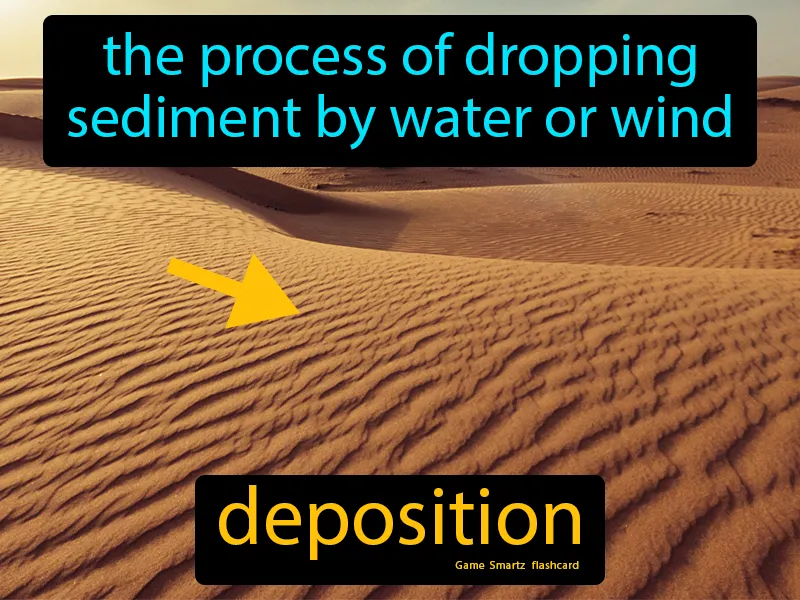 the process of dropping
sediment by water or wind
deposition
Game Smartz flashcard